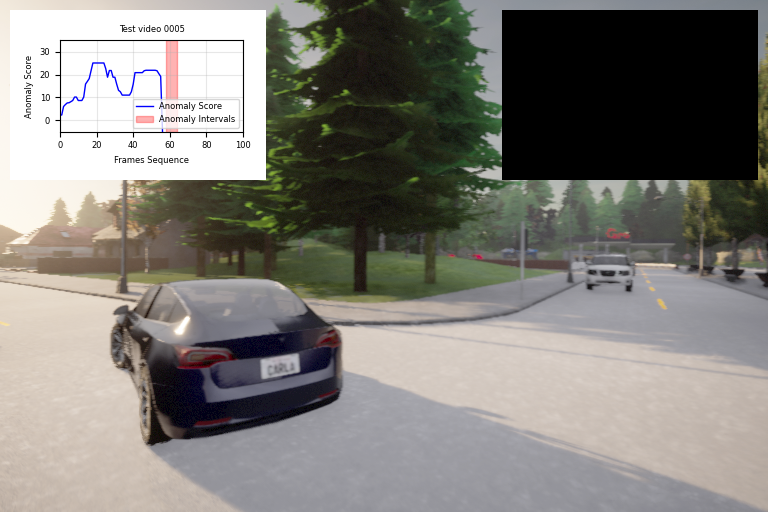 Test video 0005
Anomaly Score
30
20
10
0
Anomaly Score
Anomaly Intervals
0 20 40 60 80 100
Frames Sequence
CARLA